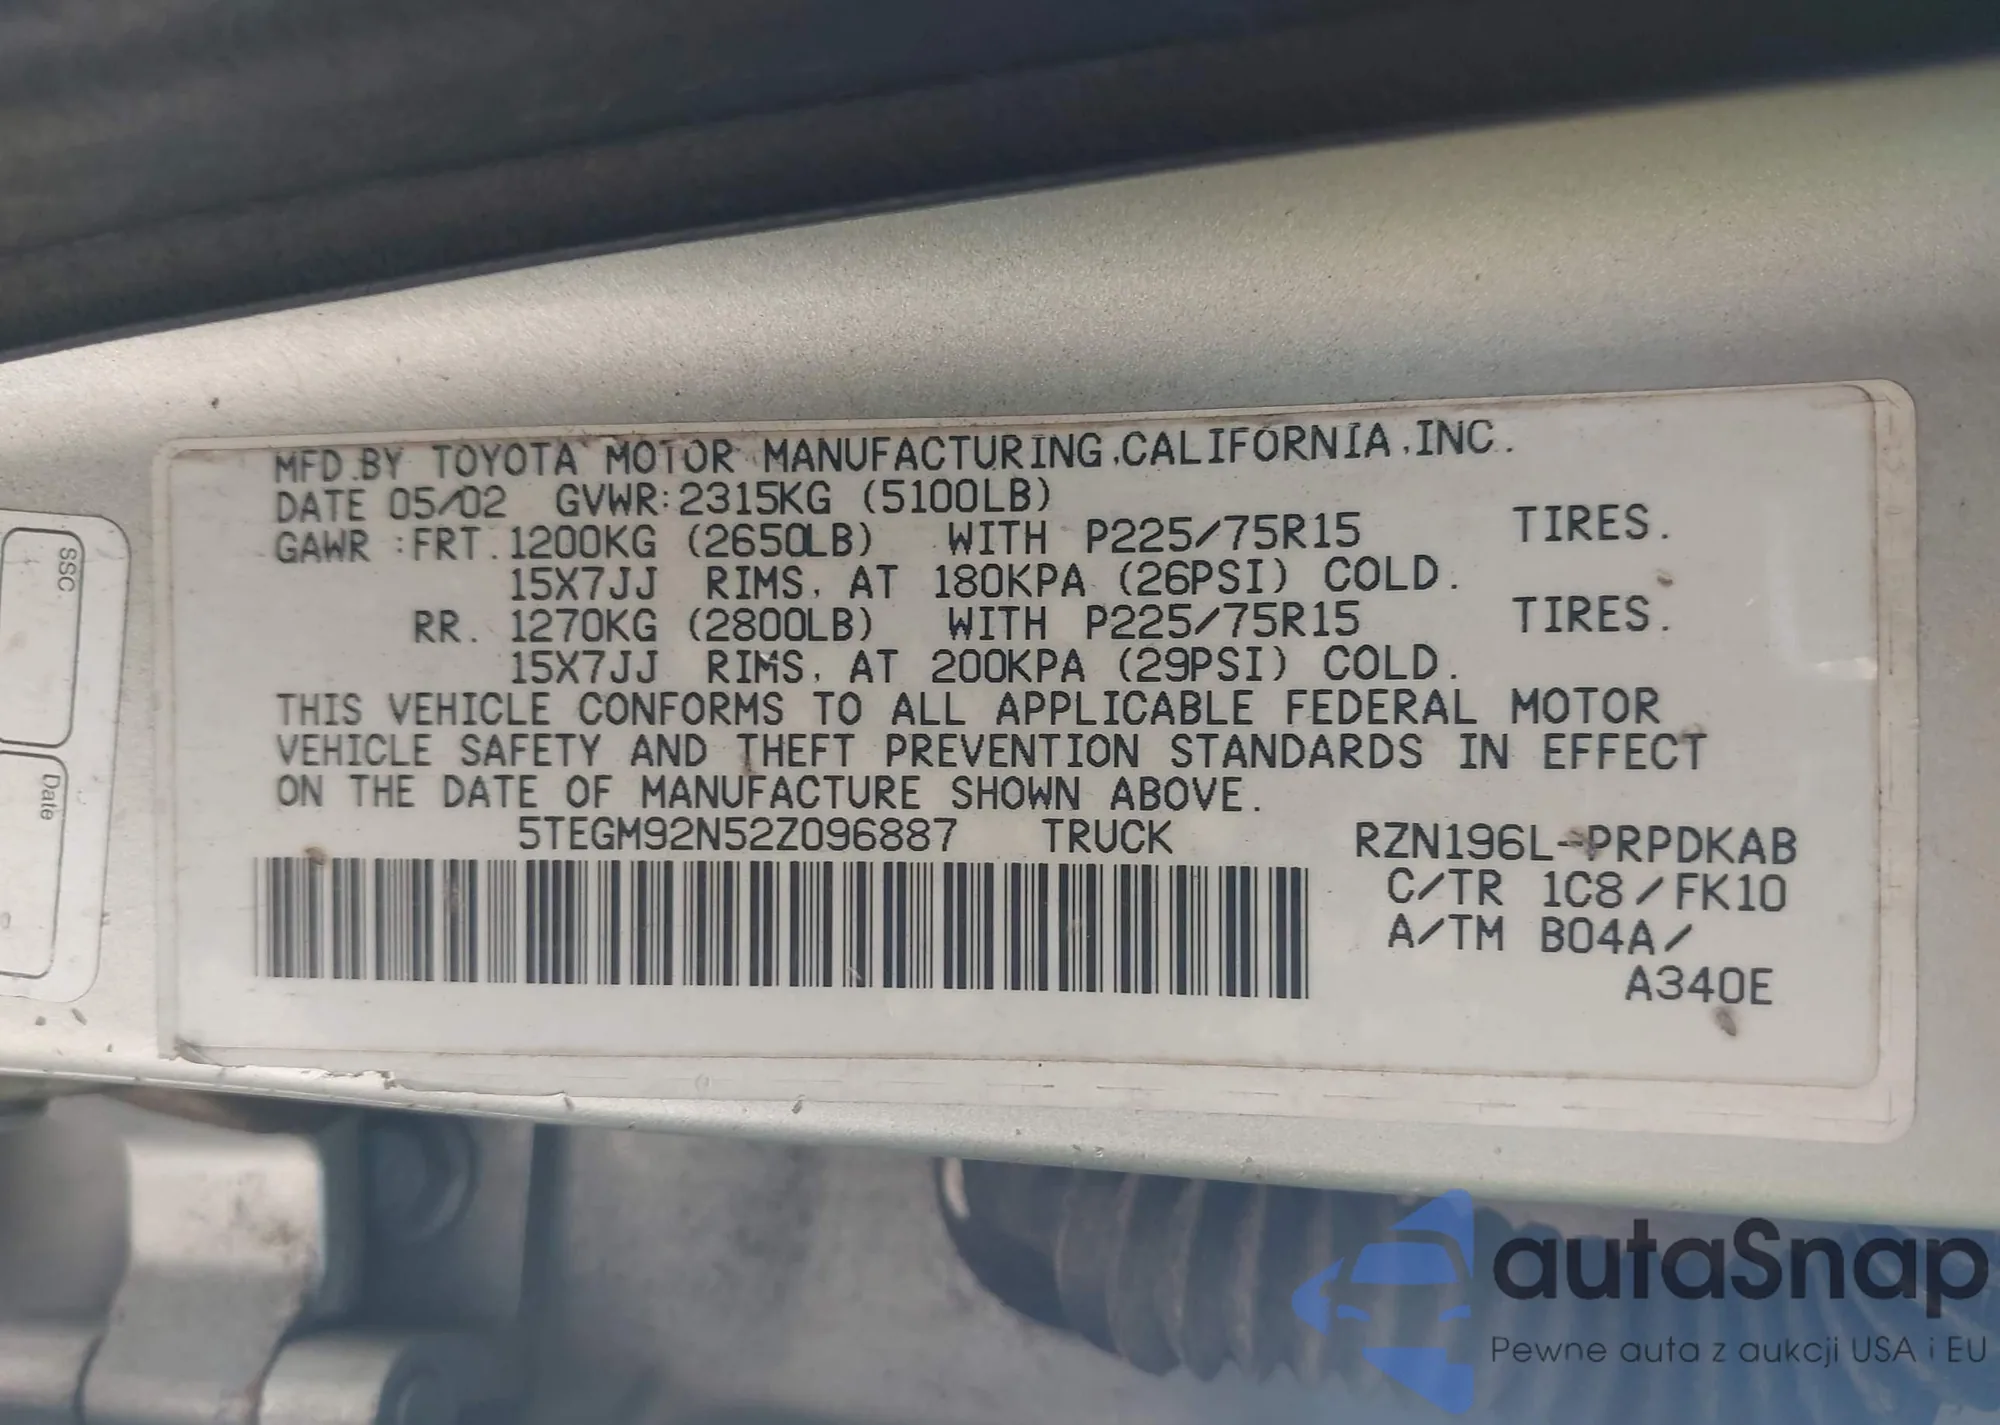 MFD.BY TOYOTA MOTOR MANUFACTURING,CALIFORNIA,INC.
DATE 05/02 GVWR:2315KG (5100LB)
GAWR :FRT. 1200KG (2650LB) WITH P225/75R15 TIRES.
15X7JJ RIMS, AT 180KPA (26PSI) COLD.
RR. 1270KG (2800LB) WITH P225/75R15 TIRES.
15X7JJ RIMS, AT 200KPA (29PSI) COLD.
THIS VEHICLE CONFORMS TO ALL APPLICABLE FEDERAL MOTOR
VEHICLE SAFETY AND THEFT PREVENTION STANDARDS IN EFFECT
ON THE DATE OF MANUFACTURE SHOWN ABOVE.
5TEGM92N52Z096887 TRUCK RZN196L-PRPDKAB
C/TR 1C8/FK10
A/TM B04A/
A340E
SSC
Date
autaSnap
Pewne auta z aukcji USA i EU